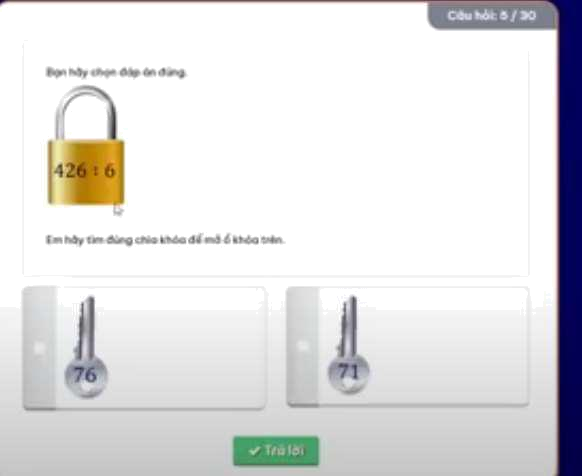 Câu hỏi: 5 / 30
Bạn hãy chọn đáp án đúng.
426 : 6
Em hãy tìm đúng chìa khóa để mở ổ khóa trên.
76
71
✓ Trả lời